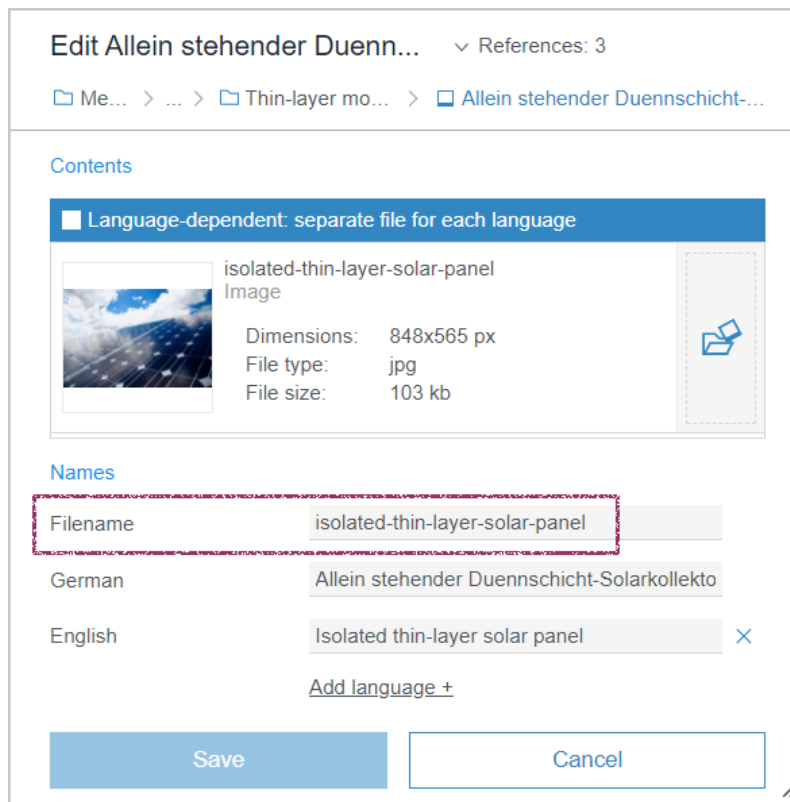 Edit Allein stehender Duenn... References: 3
Me... > ... > Thin-layer mo... > Allein stehender Duennschicht-...
Contents
Language-dependent: separate file for each language
isolated-thin-layer-solar-panel
Image
Dimensions: 848x565 px
File type: jpg
File size: 103 kb
Names
Filename isolated-thin-layer-solar-panel
German Allein stehender Duennschicht-Solarkollekto
English Isolated thin-layer solar panel
Add language +
Save Cancel